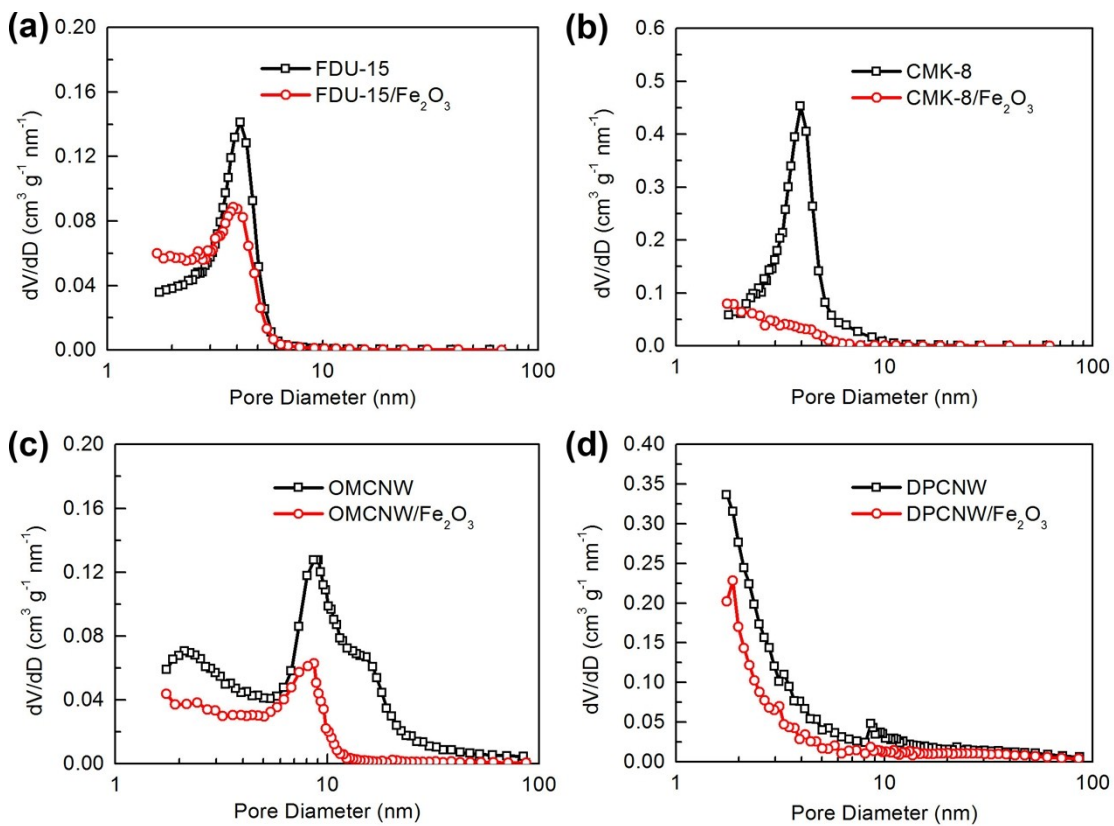 (a)
0.20
0.16
0.12
0.08
0.04
0.00
dV/dD (cm³ g⁻¹ nm⁻¹)
FDU-15
FDU-15/Fe₂O₃
1
10
100
Pore Diameter (nm)
(b)
0.6
0.5
0.4
0.3
0.2
0.1
0.0
dV/dD (cm³ g⁻¹ nm⁻¹)
CMK-8
CMK-8/Fe₂O₃
1
10
100
Pore Diameter (nm)
(c)
0.20
0.16
0.12
0.08
0.04
0.00
dV/dD (cm³ g⁻¹ nm⁻¹)
OMCNW
OMCNW/Fe₂O₃
1
10
100
Pore Diameter (nm)
(d)
0.40
0.35
0.30
0.25
0.20
0.15
0.10
0.05
0.00
dV/dD (cm³ g⁻¹ nm⁻¹)
DPCNW
DPCNW/Fe₂O₃
1
10
100
Pore Diameter (nm)